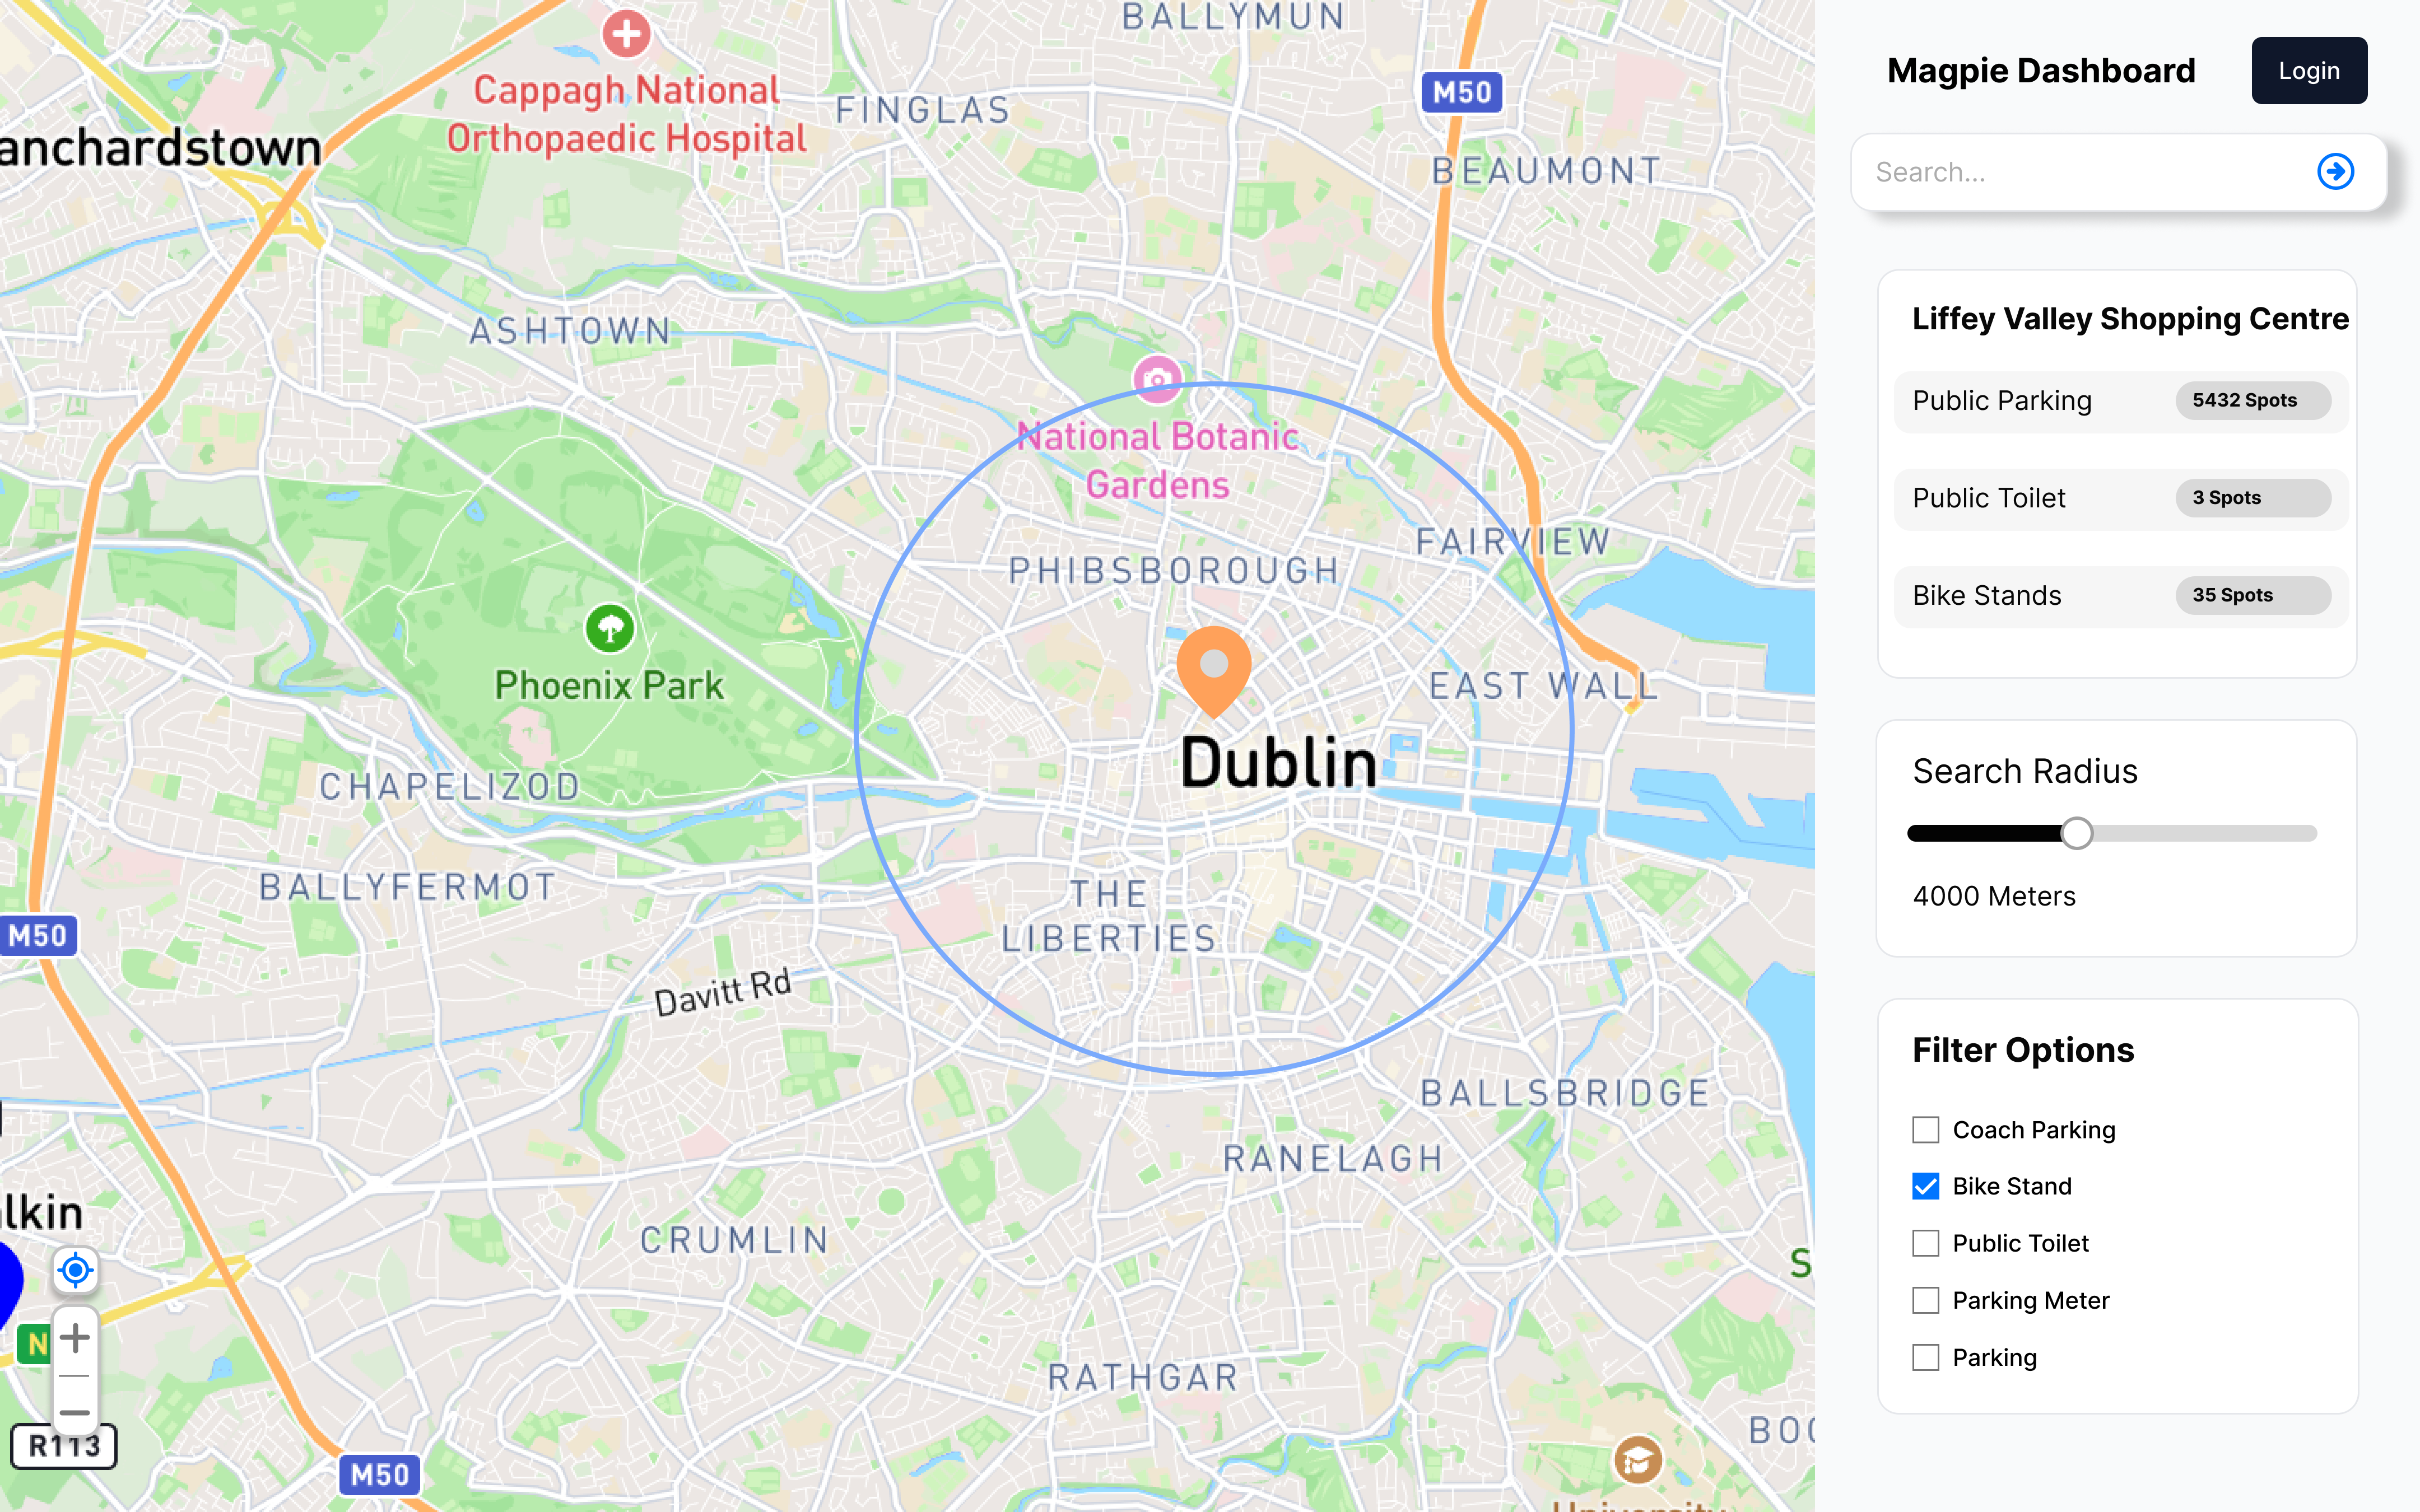 BALLYMUN
Cappagh National
Orthopaedic Hospital
FINGLAS
M50
anchardstown
BEAUMONT
ASHTOWN
National Botanic
Gardens
FAIRVIEW
PHIBSBOROUGH
Phoenix Park
EAST WALL
Dublin
CHAPELIZOD
BALLYFERMOT
THE
LIBERTIES
M50
Davitt Rd
BALLSBRIDGE
RANELAGH
lkin
CRUMLIN
S
N
RATHGAR
BOO
R113
M50
University
Magpie Dashboard
Login
Search...
Liffey Valley Shopping Centre
Public Parking
5432 Spots
Public Toilet
3 Spots
Bike Stands
35 Spots
Search Radius
4000 Meters
Filter Options
Coach Parking
Bike Stand
Public Toilet
Parking Meter
Parking